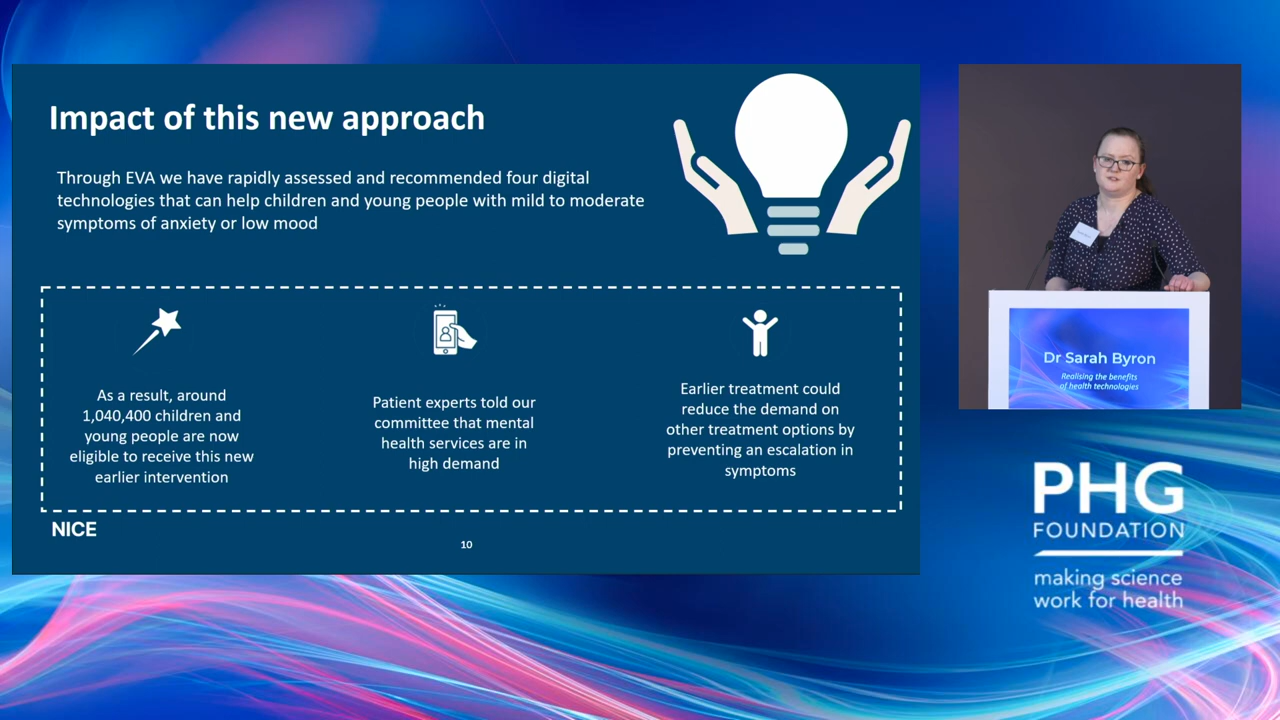 Impact of this new approach
Through EVA we have rapidly assessed and recommended four digital
technologies that can help children and young people with mild to moderate
symptoms of anxiety or low mood
As a result, around
1,040,400 children and
young people are now
eligible to receive this new
earlier intervention
Patient experts told our
committee that mental
health services are in
high demand
Earlier treatment could
reduce the demand on
other treatment options by
preventing an escalation in
symptoms
NICE
10
Dr Sarah Byron
Realising the benefits
of health technologies
PHG
FOUNDATION
making science
work for health